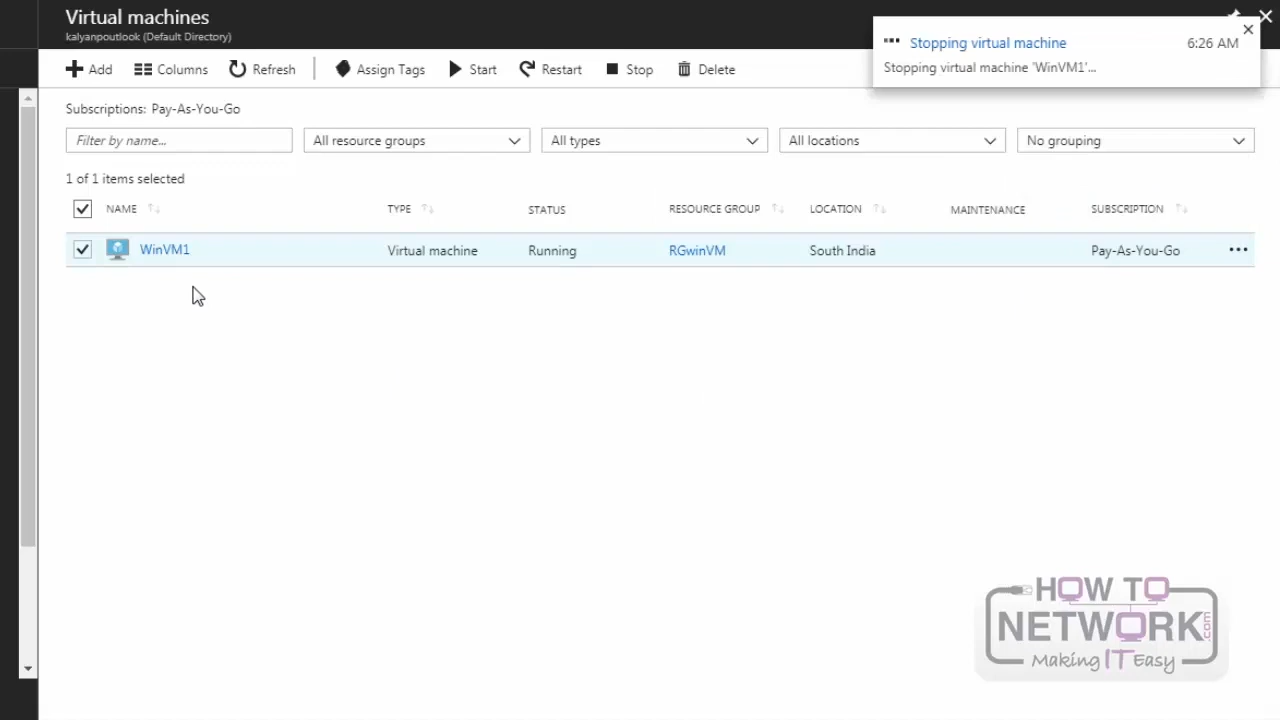 Virtual machines
kalyanpoutlook (Default Directory)
Stopping virtual machine 6:26 AM
Stopping virtual machine 'WinVM1'...
Add Columns Refresh Assign Tags Start Restart Stop Delete
Subscriptions: Pay-As-You-Go
Filter by name... All resource groups All types All locations No grouping
1 of 1 items selected
NAME TYPE STATUS RESOURCE GROUP LOCATION MAINTENANCE SUBSCRIPTION
WinVM1 Virtual machine Running RGwinVM South India Pay-As-You-Go
HOW TO
NETWORK.com
Making IT Easy